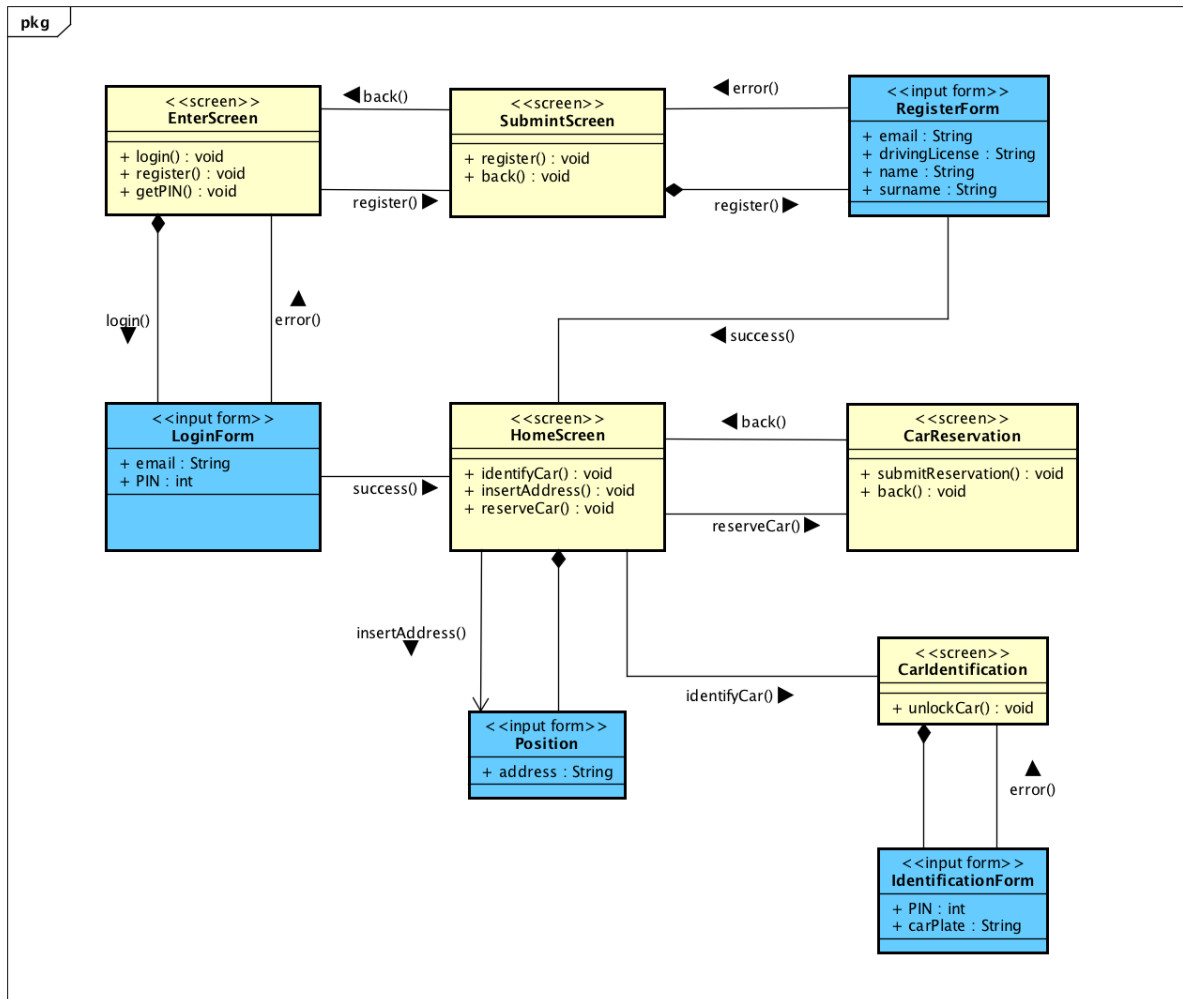 pkg
<<screen>>
EnterScreen
+ login() : void
+ register() : void
+ getPIN() : void
back()
register()
<<screen>>
SubmintScreen
+ register() : void
+ back() : void
error()
register()
<<input form>>
RegisterForm
+ email : String
+ drivingLicense : String
+ name : String
+ surname : String
login()
error()
success()
<<input form>>
LoginForm
+ email : String
+ PIN : int
success()
<<screen>>
HomeScreen
+ identifyCar() : void
+ insertAddress() : void
+ reserveCar() : void
back()
reserveCar()
<<screen>>
CarReservation
+ submitReservation() : void
+ back() : void
insertAddress()
identifyCar()
<<screen>>
CarIdentification
+ unlockCar() : void
<<input form>>
Position
+ address : String
error()
<<input form>>
IdentificationForm
+ PIN : int
+ carPlate : String